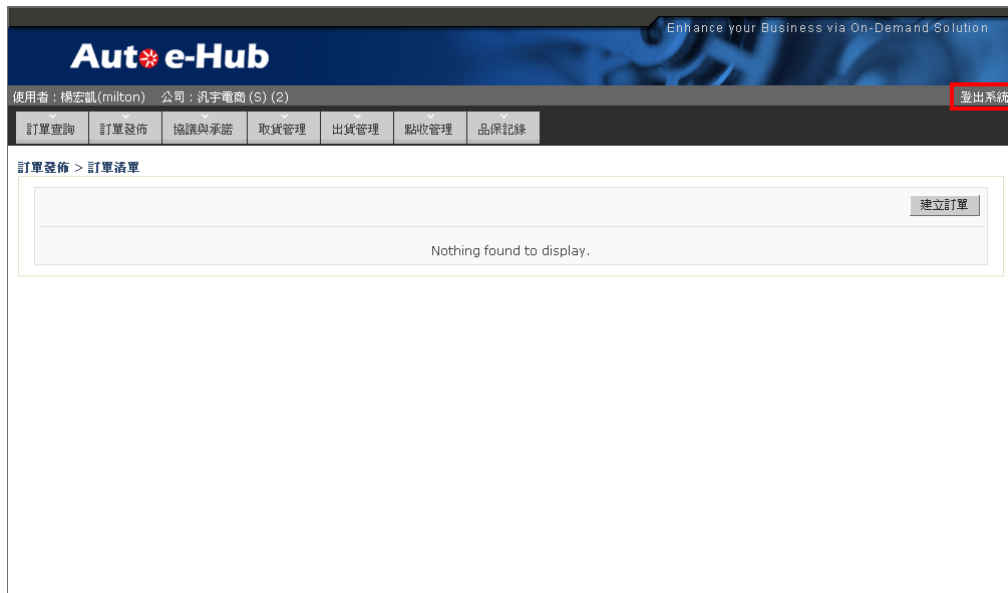 Enhance your Business via On-Demand Solution
Auto e-Hub
使用者：楊宏凱(milton) 公司：汎宇電商(S) (2) 登出系統
訂單查詢 訂單發佈 協議與承諾 取貨管理 出貨管理 點收管理 品保記錄
訂單發佈 > 訂單清單
建立訂單
Nothing found to display.